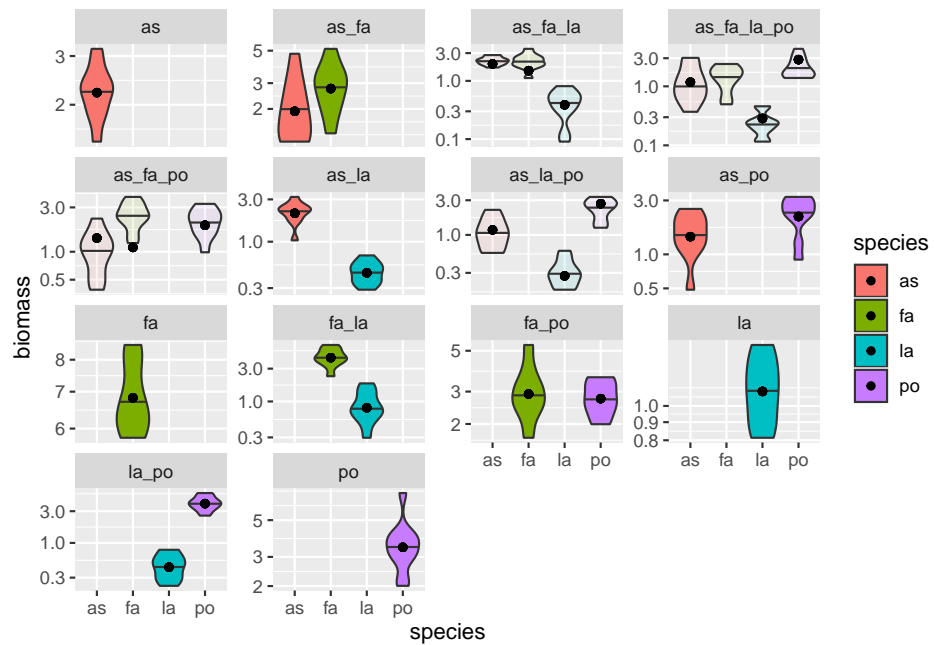 as as_fa as_fa_la as_fa_la_po
3
2
5
3
2
3.0
1.0
0.3
0.1
3.0
1.0
0.3
0.1
as_fa_po as_la as_la_po as_po
3.0
1.0
0.5
3.0
1.0
0.3
3.0
1.0
0.3
3.0
1.0
0.5
fa fa_la fa_po la
8
7
6
3.0
1.0
0.3
5
3
2
1.0
0.9
0.8
as fa la po
as fa la po
la_po po
3.0
1.0
0.3
5
3
2
as fa la po
as fa la po
species
biomass
species
as
fa
la
po